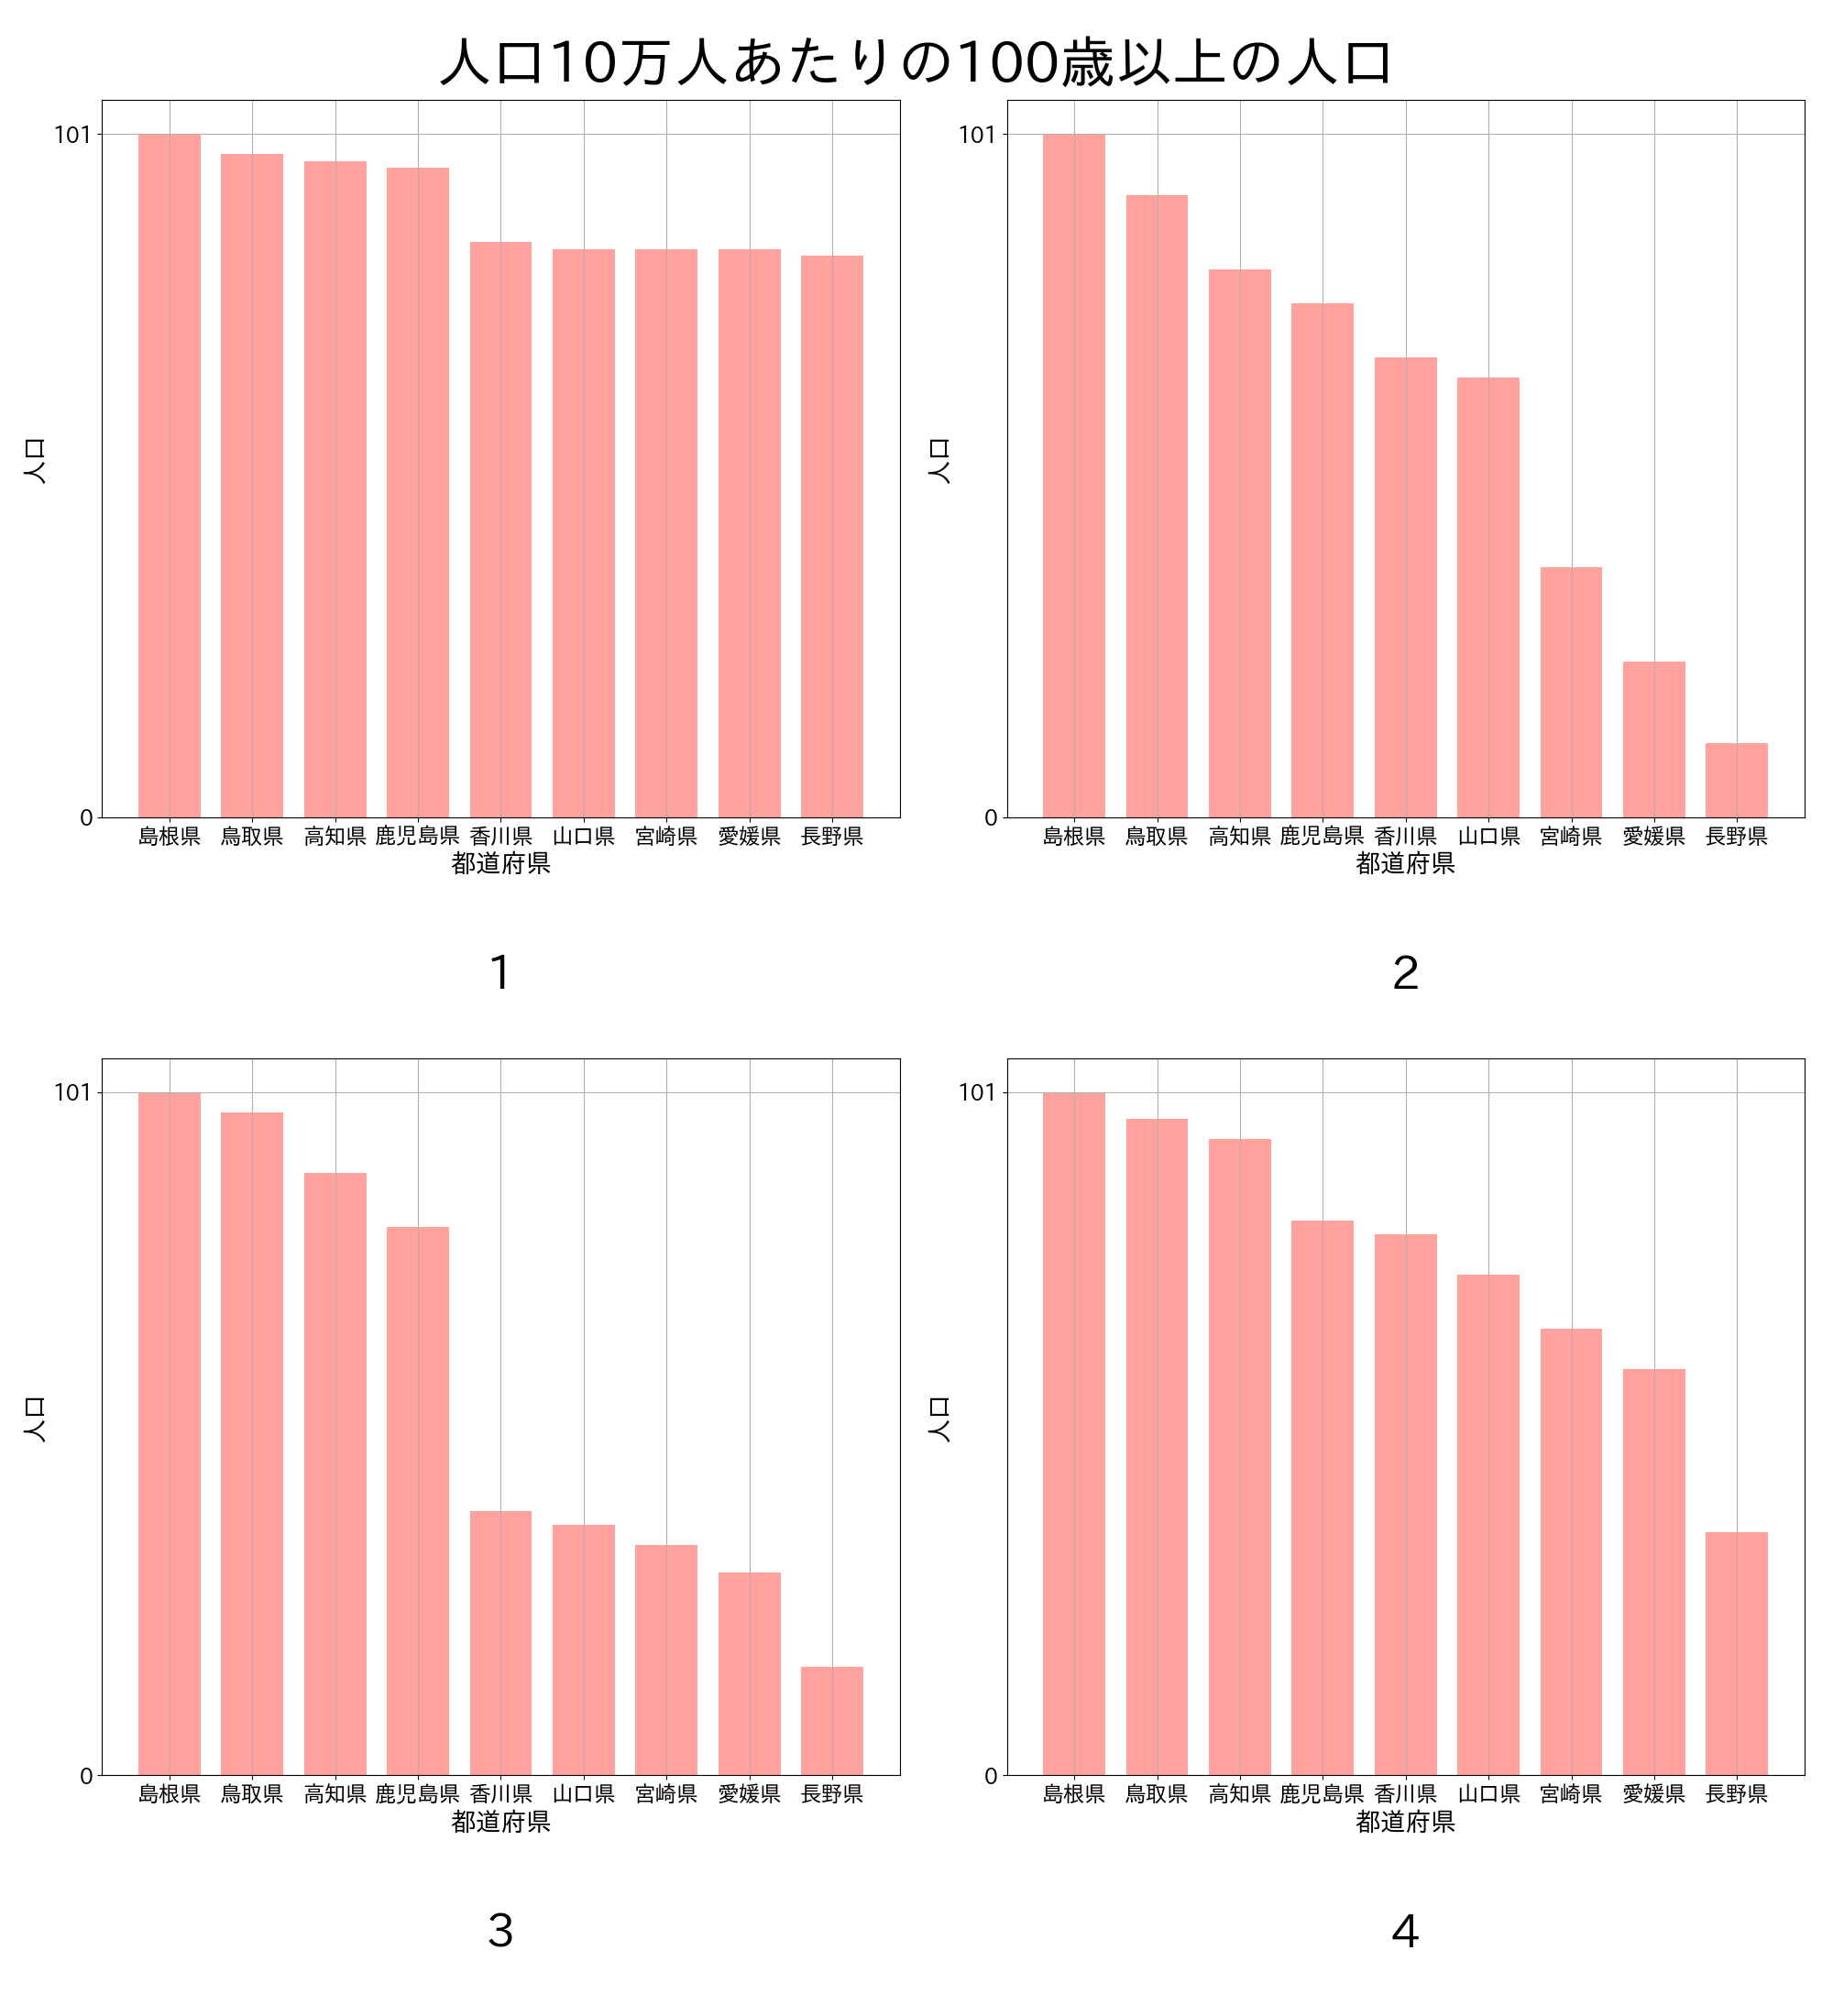 人口10万人あたりの100歳以上の人口
101
0
人口
島根県 鳥取県 高知県 鹿児島県 香川県 山口県 宮崎県 愛媛県 長野県
都道府県
1
101
0
人口
島根県 鳥取県 高知県 鹿児島県 香川県 山口県 宮崎県 愛媛県 長野県
都道府県
2
101
0
人口
島根県 鳥取県 高知県 鹿児島県 香川県 山口県 宮崎県 愛媛県 長野県
都道府県
3
101
0
人口
島根県 鳥取県 高知県 鹿児島県 香川県 山口県 宮崎県 愛媛県 長野県
都道府県
4